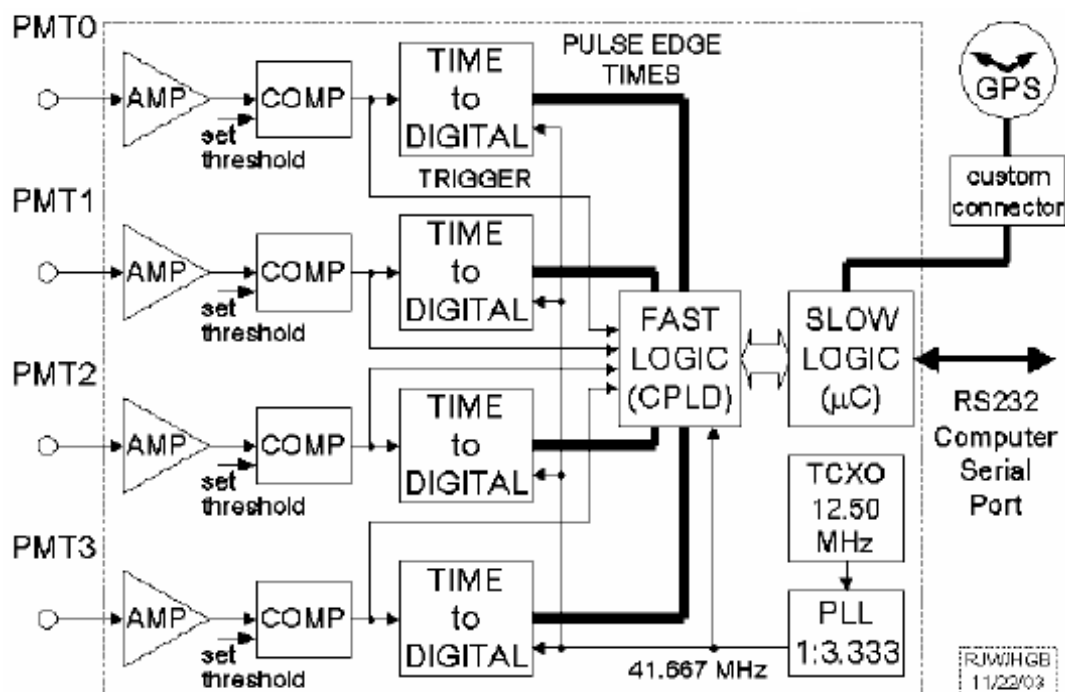 PMT0
AMP
COMP
set
threshold
TIME
to
DIGITAL
PULSE EDGE
TIMES
TRIGGER
GPS
custom
connector
PMT1
AMP
COMP
set
threshold
TIME
to
DIGITAL
FAST
LOGIC
(CPLD)
SLOW
LOGIC
(µC)
RS232
Computer
Serial
Port
PMT2
AMP
COMP
set
threshold
TIME
to
DIGITAL
TCXO
12.50
MHz
PMT3
AMP
COMP
set
threshold
TIME
to
DIGITAL
PLL
1:3.333
41.667 MHz
RJW/HGB
11/22/03